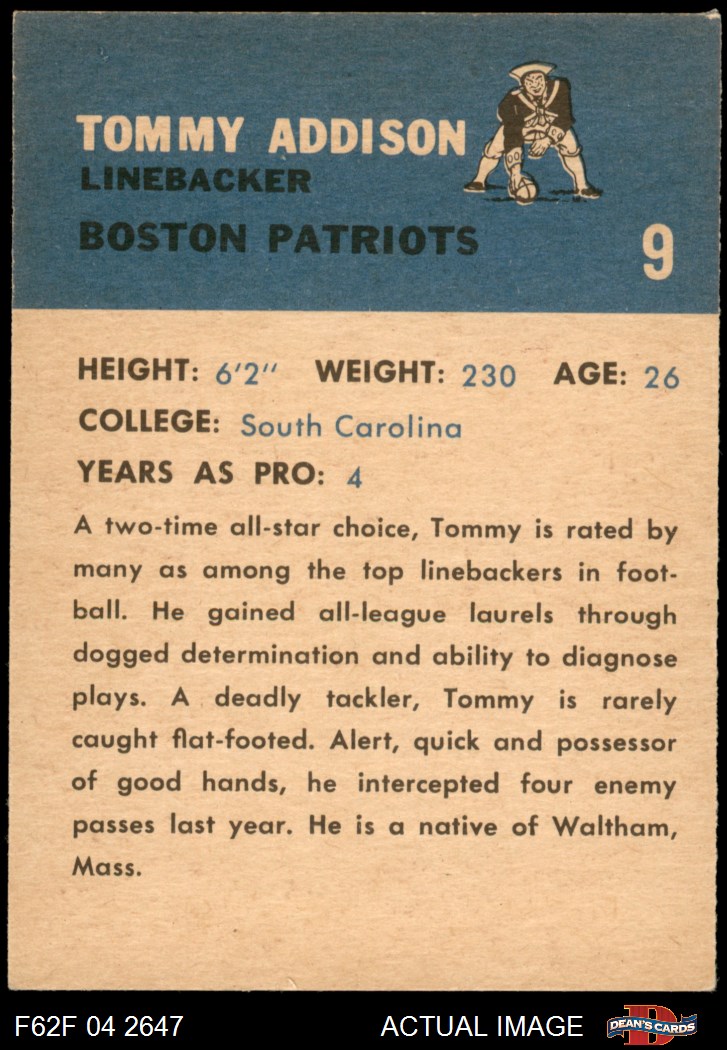 TOMMY ADDISON
LINEBACKER
BOSTON PATRIOTS
9
HEIGHT: 6'2" WEIGHT: 230 AGE: 26
COLLEGE: South Carolina
YEARS AS PRO: 4
A two-time all-star choice, Tommy is rated by
many as among the top linebackers in foot-
ball. He gained all-league laurels through
dogged determination and ability to diagnose
plays. A deadly tackler, Tommy is rarely
caught flat-footed. Alert, quick and possessor
of good hands, he intercepted four enemy
passes last year. He is a native of Waltham,
Mass.
F62F 04 2647 ACTUAL IMAGE D DEAN'S CARDS